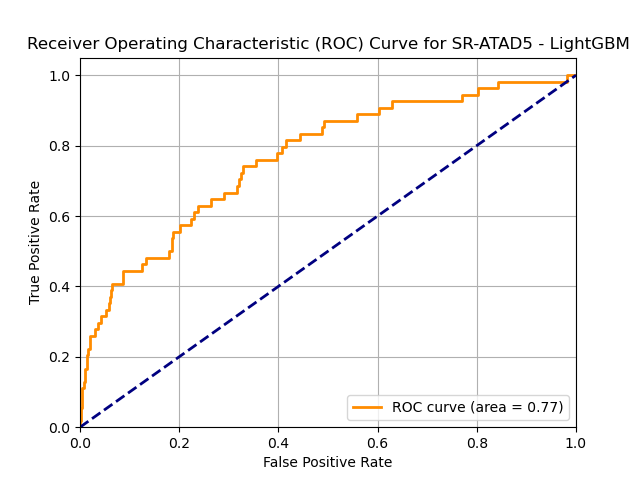 Receiver Operating Characteristic (ROC) Curve for SR-ATAD5 - LightGBM
1.0
0.8
0.6
0.4
0.2
0.0
True Positive Rate
ROC curve (area = 0.77)
0.0 0.2 0.4 0.6 0.8 1.0
False Positive Rate